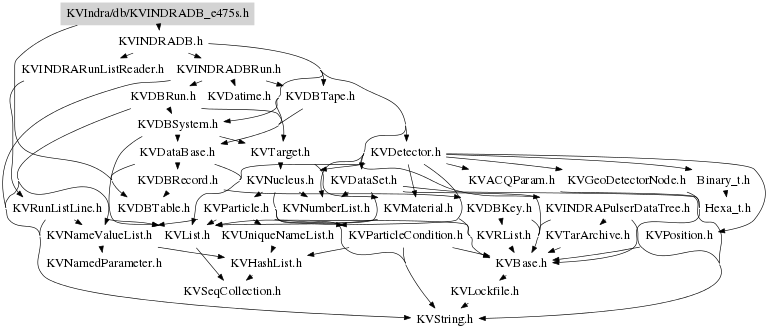 KVIndra/db/KVINDRADB_e475s.h
KVINDRADB.h
KVINDRARunListReader.h KVINDRADBRun.h
KVDBRun.h KVDatime.h KVDBTape.h
KVDBSystem.h
KVDataBase.h KVTarget.h KVDetector.h
KVDBRecord.h KVNucleus.h KVDataSet.h KVACQParam.h KVGeoDetectorNode.h Binary_t.h
KVRunListLine.h KVDBTable.h KVParticle.h KVNumberList.h KVMaterial.h KVDBKey.h KVINDRAPulserDataTree.h Hexa_t.h
KVNameValueList.h KVList.h KVUniqueNameList.h KVParticleCondition.h KVRList.h KVTarArchive.h KVPosition.h
KVNamedParameter.h KVHashList.h KVBase.h
KVSeqCollection.h KVLockfile.h
KVString.h